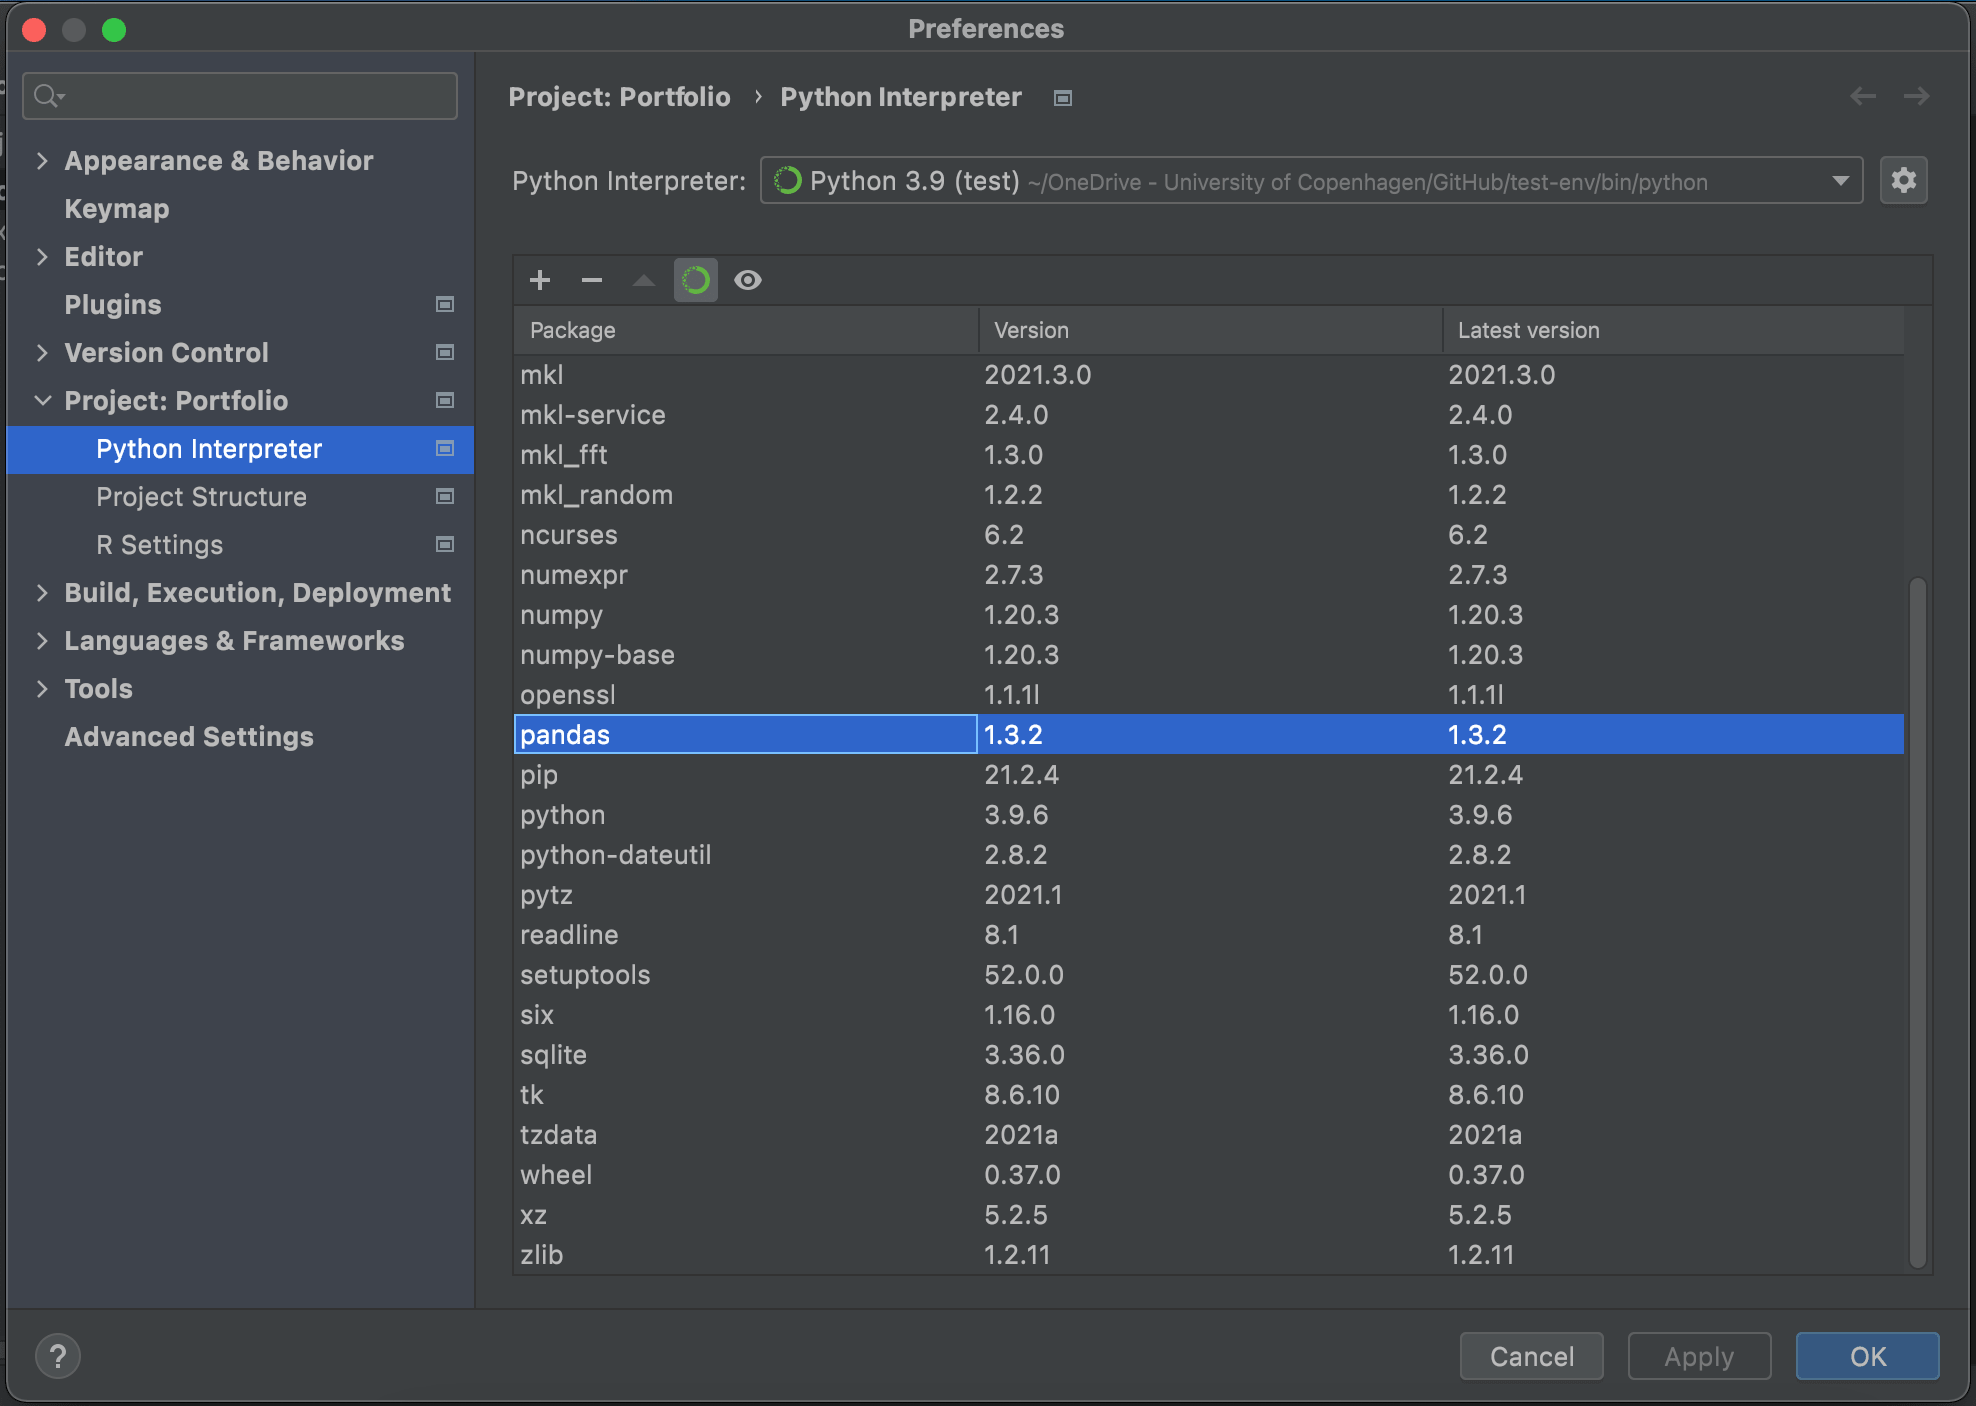 Preferences
Appearance & Behavior
Keymap
Editor
Plugins
Version Control
Project: Portfolio
Python Interpreter
Project Structure
R Settings
Build, Execution, Deployment
Languages & Frameworks
Tools
Advanced Settings
Project: Portfolio › Python Interpreter
Python Interpreter: Python 3.9 (test) ~/OneDrive - University of Copenhagen/GitHub/test-env/bin/python
Package Version Latest version
mkl 2021.3.0 2021.3.0
mkl-service 2.4.0 2.4.0
mkl_fft 1.3.0 1.3.0
mkl_random 1.2.2 1.2.2
ncurses 6.2 6.2
numexpr 2.7.3 2.7.3
numpy 1.20.3 1.20.3
numpy-base 1.20.3 1.20.3
openssl 1.1.1l 1.1.1l
pandas 1.3.2 1.3.2
pip 21.2.4 21.2.4
python 3.9.6 3.9.6
python-dateutil 2.8.2 2.8.2
pytz 2021.1 2021.1
readline 8.1 8.1
setuptools 52.0.0 52.0.0
six 1.16.0 1.16.0
sqlite 3.36.0 3.36.0
tk 8.6.10 8.6.10
tzdata 2021a 2021a
wheel 0.37.0 0.37.0
xz 5.2.5 5.2.5
zlib 1.2.11 1.2.11
? Cancel Apply OK